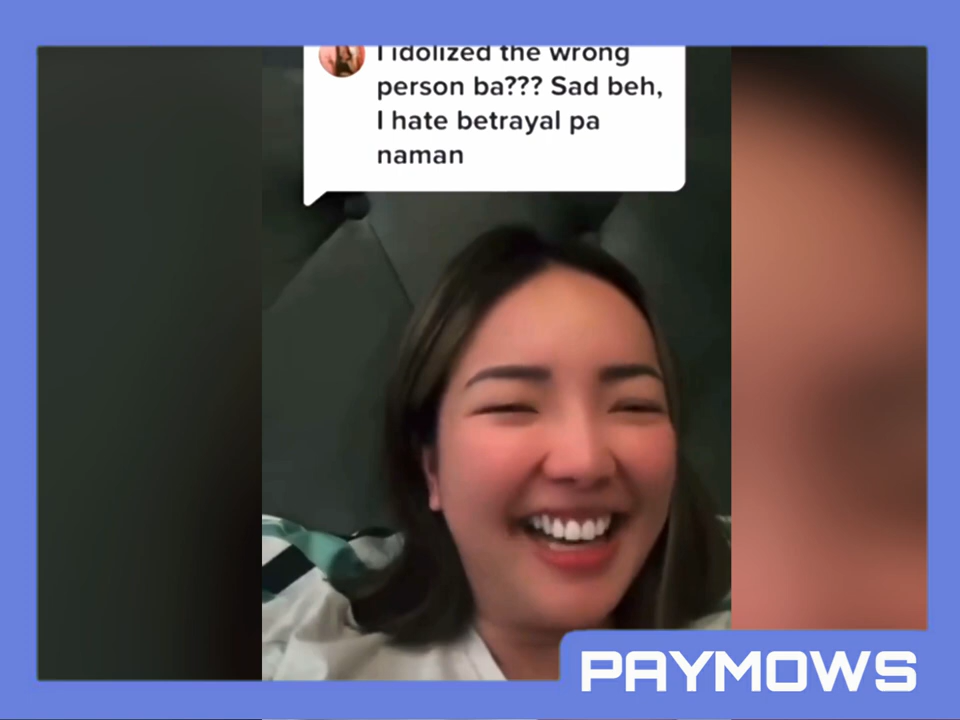 I idolized the wrong
person ba??? Sad beh,
I hate betrayal pa
naman
PAYMOWS